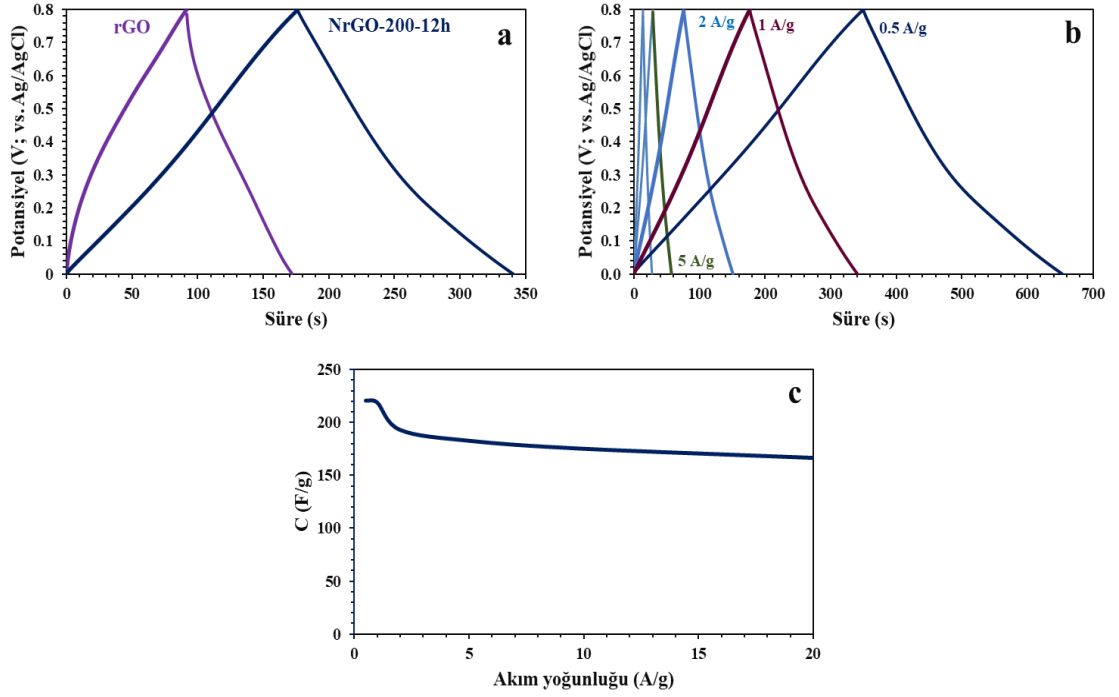 rGO
NrGO-200-12h
a
Potansiyel (V; vs. Ag/AgCl)
0.8
0.7
0.6
0.5
0.4
0.3
0.2
0.1
0
0 50 100 150 200 250 300 350
Süre (s)
2 A/g
1 A/g
0.5 A/g
b
5 A/g
Potansiyel (V; vs. Ag/AgCl)
0.8
0.7
0.6
0.5
0.4
0.3
0.2
0.1
0.0
0 100 200 300 400 500 600 700
Süre (s)
c
C (F/g)
250
200
150
100
50
0
0 5 10 15 20
Akım yoğunluğu (A/g)